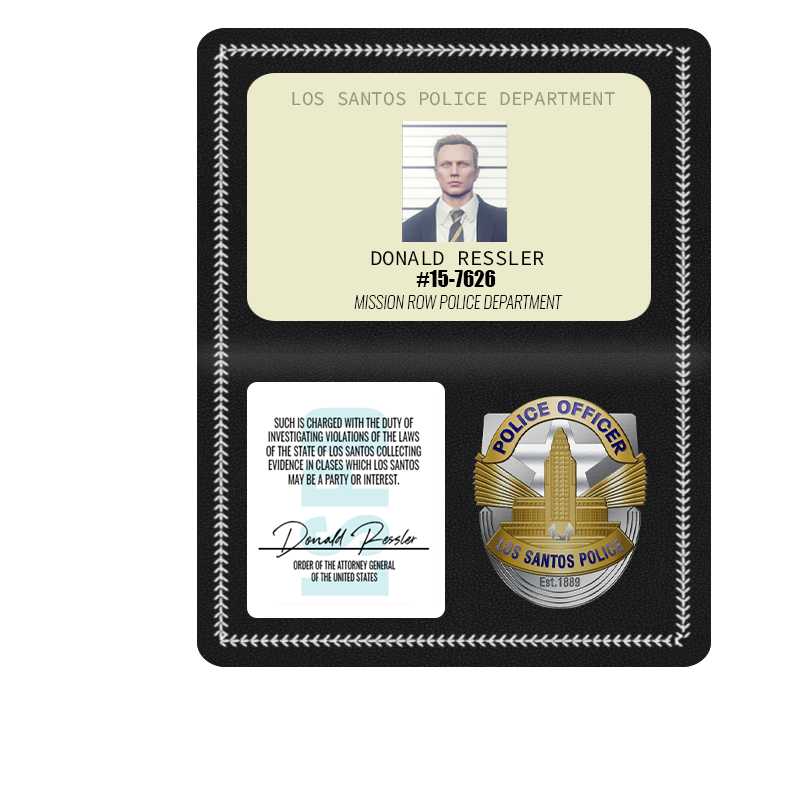 LOS SANTOS POLICE DEPARTMENT
DONALD RESSLER
#15-7626
MISSION ROW POLICE DEPARTMENT
SUCH IS CHARGED WITH THE DUTY OF
INVESTIGATING VIOLATIONS OF THE LAWS
OF THE STATE OF LOS SANTOS COLLECTING
EVIDENCE IN CLASES WHICH LOS SANTOS
MAY BE A PARTY OR INTEREST.
Donald Ressler
ORDER OF THE ATTORNEY GENERAL
OF THE UNITED STATES
POLICE OFFICER
LOS SANTOS POLICE
Est.1889